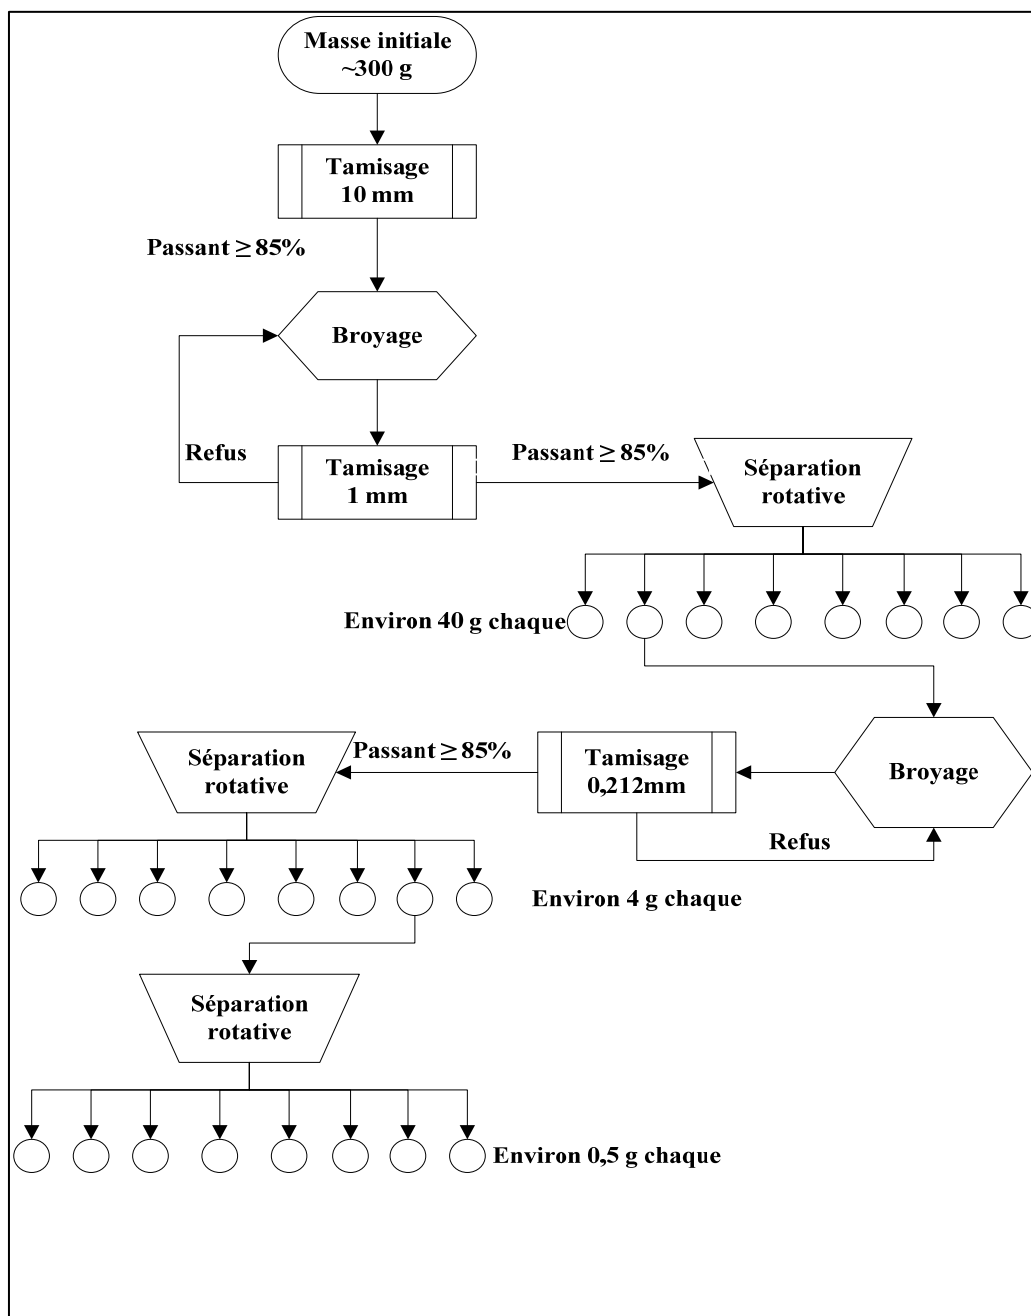 Masse initiale
~300 g
Tamisage
10 mm
Passant ≥ 85%
Broyage
Refus
Tamisage
1 mm
Passant ≥ 85%
Séparation
rotative
Environ 40 g chaque
Broyage
Tamisage
0,212mm
Refus
Passant ≥ 85%
Séparation
rotative
Environ 4 g chaque
Séparation
rotative
Environ 0,5 g chaque